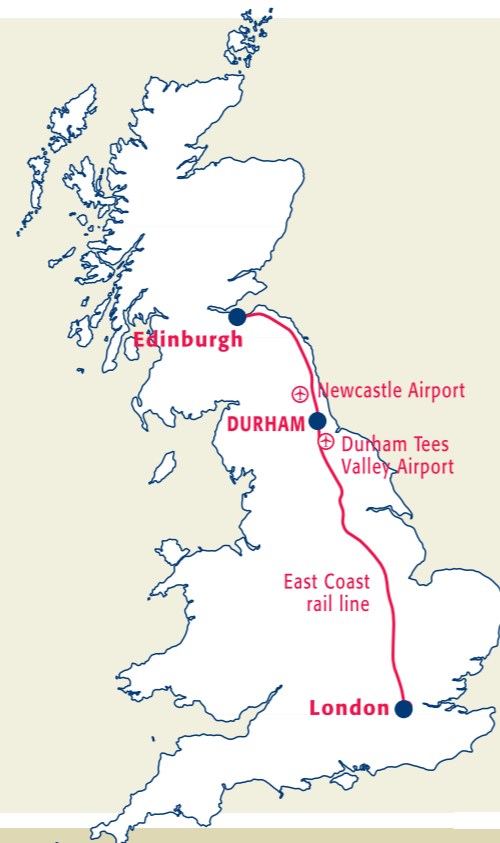 Edinburgh
Newcastle Airport
DURHAM
Durham Tees
Valley Airport
East Coast
rail line
London